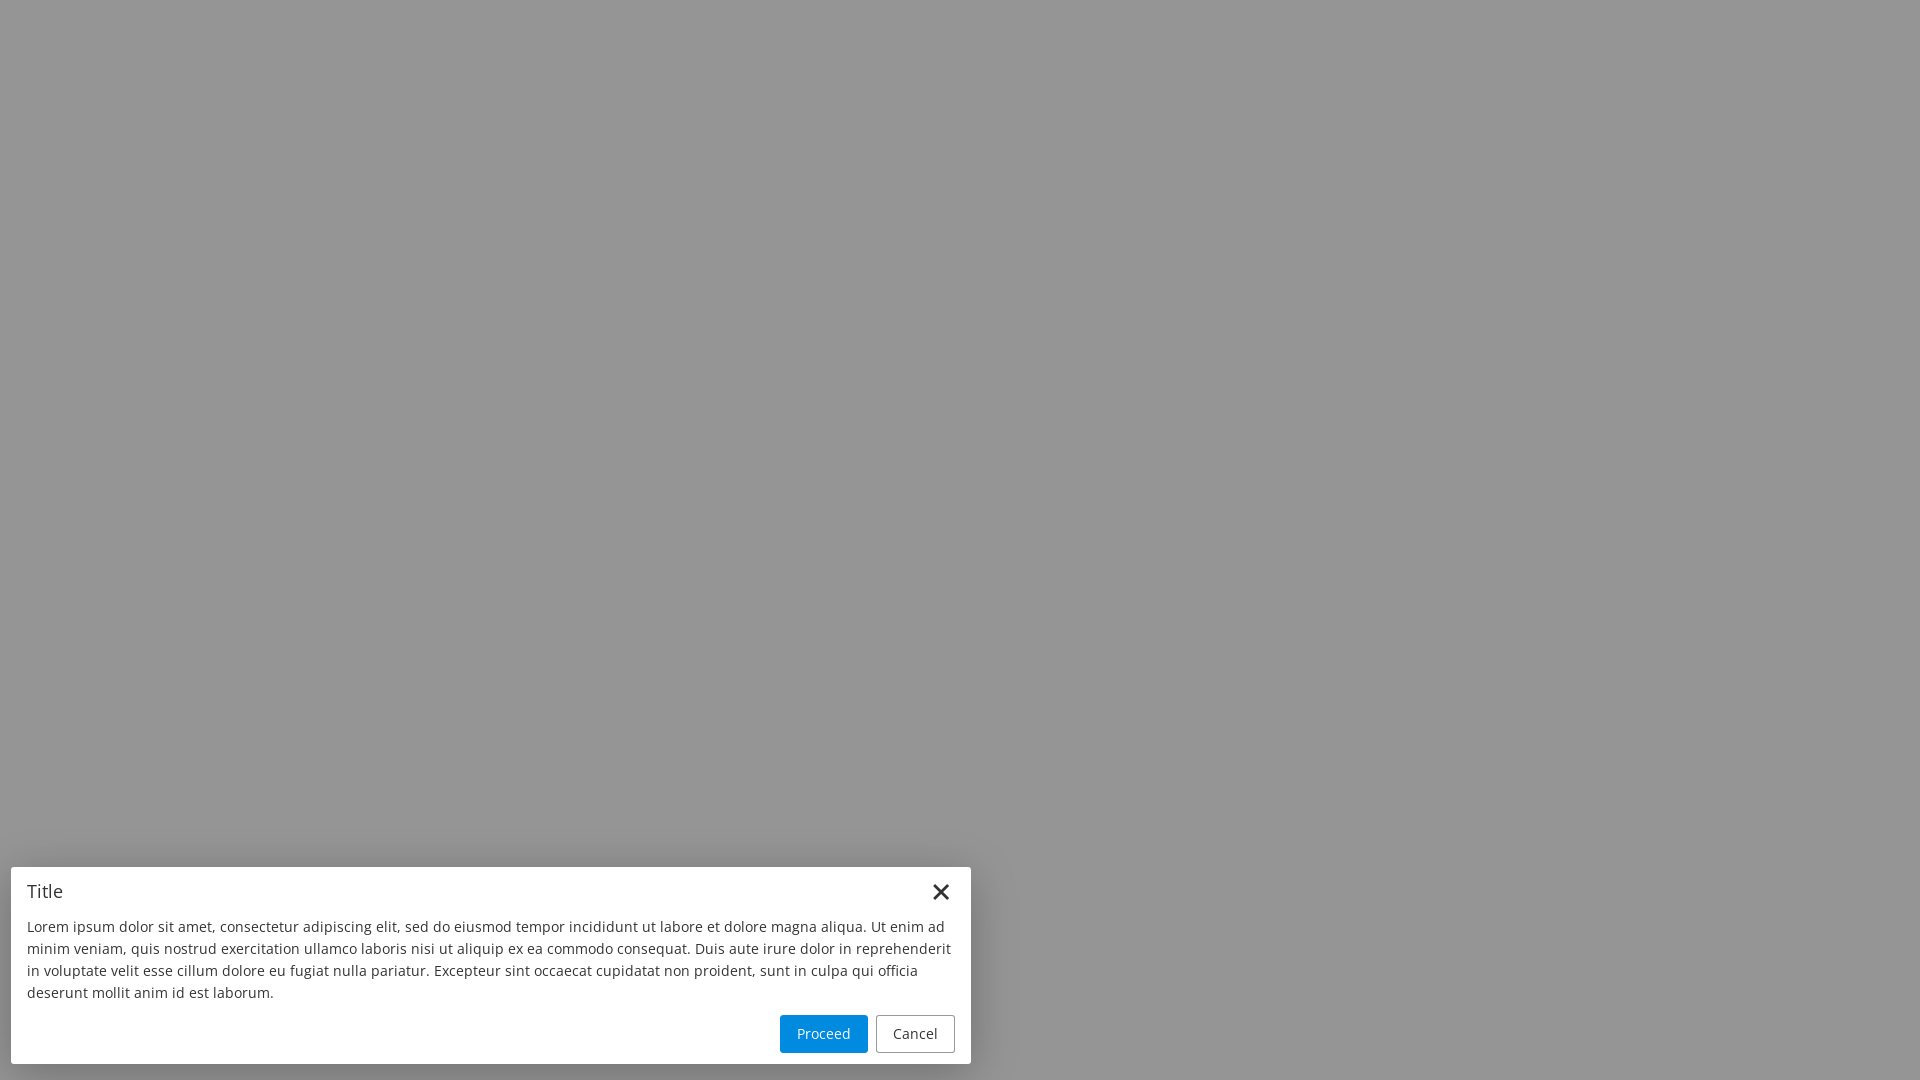 Title
Lorem ipsum dolor sit amet, consectetur adipiscing elit, sed do eiusmod tempor incididunt ut labore et dolore magna aliqua. Ut enim ad
minim veniam, quis nostrud exercitation ullamco laboris nisi ut aliquip ex ea commodo consequat. Duis aute irure dolor in reprehenderit
in voluptate velit esse cillum dolore eu fugiat nulla pariatur. Excepteur sint occaecat cupidatat non proident, sunt in culpa qui officia
deserunt mollit anim id est laborum.
Proceed Cancel